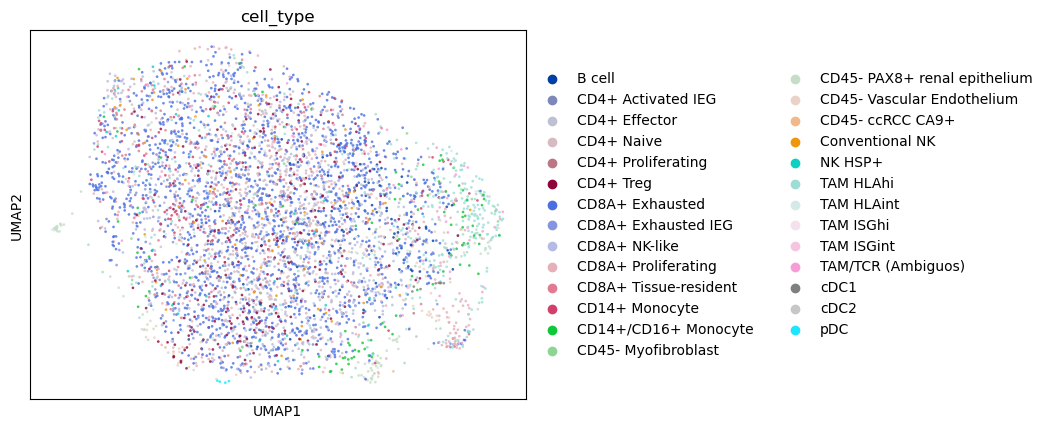 cell_type
UMAP2
UMAP1
B cell
CD4+ Activated IEG
CD4+ Effector
CD4+ Naive
CD4+ Proliferating
CD4+ Treg
CD8A+ Exhausted
CD8A+ Exhausted IEG
CD8A+ NK-like
CD8A+ Proliferating
CD8A+ Tissue-resident
CD14+ Monocyte
CD14+/CD16+ Monocyte
CD45- Myofibroblast
CD45- PAX8+ renal epithelium
CD45- Vascular Endothelium
CD45- ccRCC CA9+
Conventional NK
NK HSP+
TAM HLAhi
TAM HLAint
TAM ISGhi
TAM ISGint
TAM/TCR (Ambiguos)
cDC1
cDC2
pDC